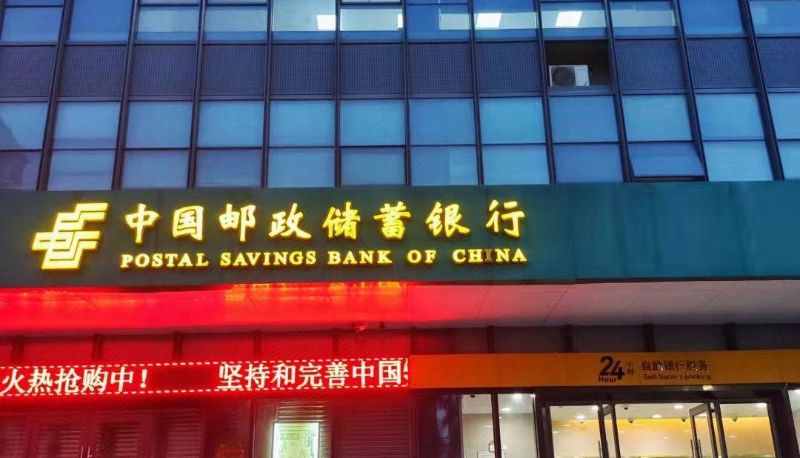 中国邮政储蓄银行
POSTAL SAVINGS BANK OF CHINA
火热抢购中！ 坚持和完善中国
24小时 自助银行服务
Hour Self-Service Banking